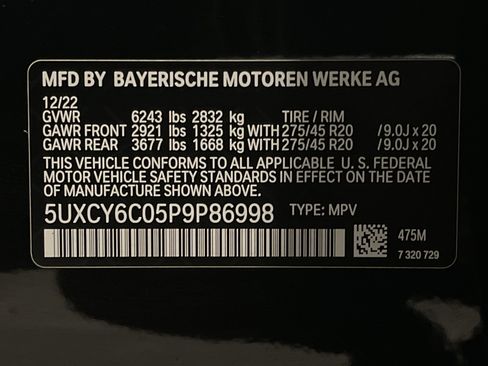 MFD BY BAYERISCHE MOTOREN WERKE AG
12/22
GVWR 6243 lbs 2832 kg TIRE / RIM
GAWR FRONT 2921 lbs 1325 kg WITH 275/45 R20 / 9.0J x 20
GAWR REAR 3677 lbs 1668 kg WITH 275/45 R20 / 9.0J x 20
THIS VEHICLE CONFORMS TO ALL APPLICABLE U. S. FEDERAL
MOTOR VEHICLE SAFETY STANDARDS IN EFFECT ON THE
DATE OF MANUFACTURE SHOWN ABOVE.
5UXCY6C05P9P86998 TYPE: MPV
475M
7 320 729